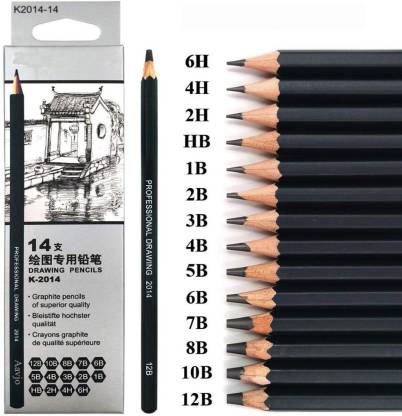 K2014-14
PROFESSIONAL DRAWING 2014
14支
绘图专用铅笔
DRAWING PENCILS
K-2014
• Graphite pencils
of superior quality
• Bleistifte hochster
qualität
• Crayons graphite
de qualité supérieure
12B 10B 8B 7B 6B
5B 4B 3B 2B 1B
HB 2H 4H 6H
Aavjo
PROFESSIONAL DRAWING 2014
12B
6H
4H
2H
HB
1B
2B
3B
4B
5B
6B
7B
8B
10B
12B